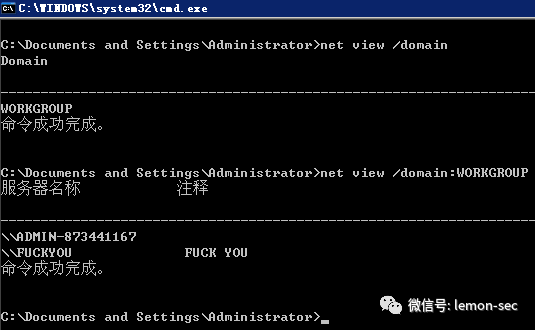 C:\WINDOWS\system32\cmd.exe
C:\Documents and Settings\Administrator>net view /domain
Domain
-------------------------------------------------------------------------------
WORKGROUP
命令成功完成。
C:\Documents and Settings\Administrator>net view /domain:WORKGROUP
服务器名称 注释
-------------------------------------------------------------------------------
\\ADMIN-873441167
\\FUCKYOU FUCK YOU
命令成功完成。
C:\Documents and Settings\Administrator>_
微信号: lemon-sec